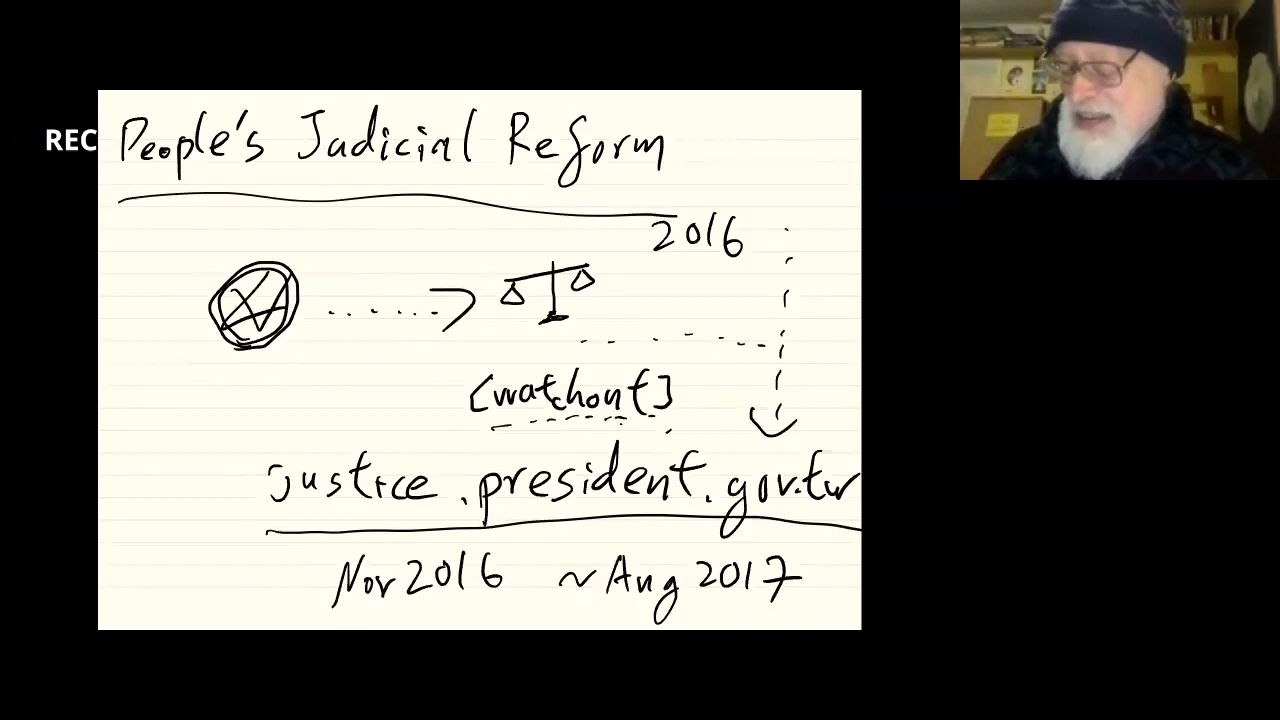 REC
People's Judicial Reform
2016
[watchout]
justice.president.gov.tw
Nov 2016 ~ Aug 2017